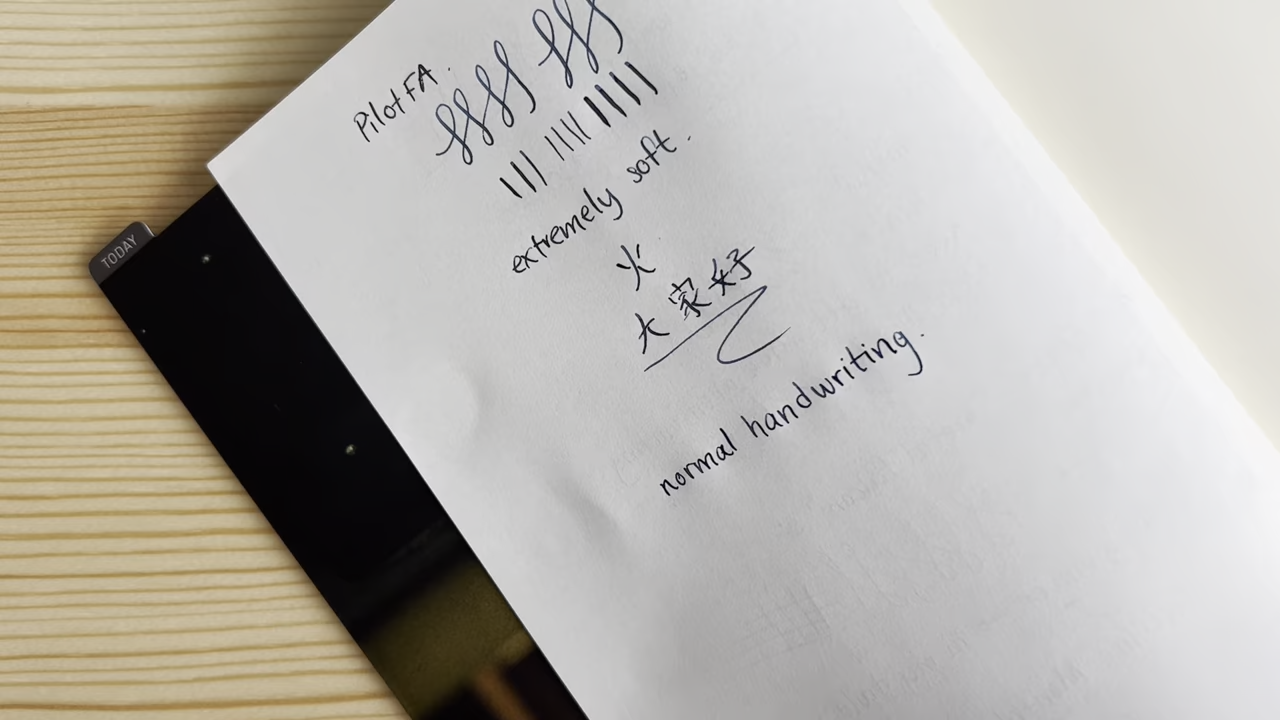 Pilot FA.
extremely soft.
火
大家好
normal handwriting.
TODAY